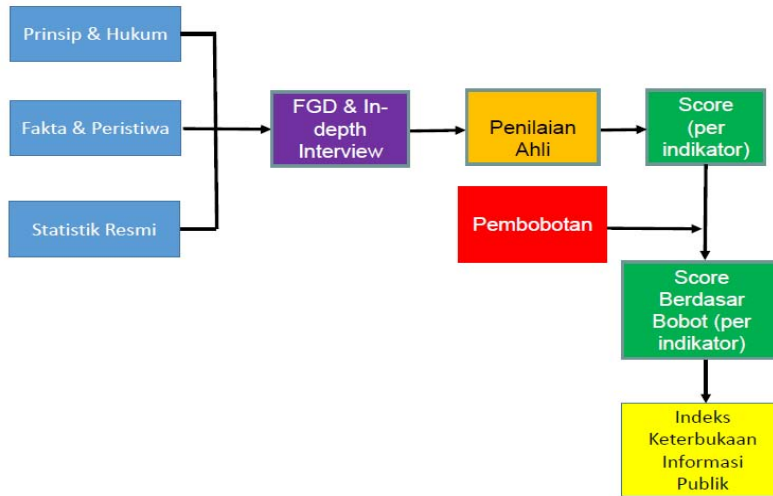 Prinsip & Hukum
Fakta & Peristiwa
Statistik Resmi
FGD & In-
depth
Interview
Penilaian
Ahli
Score
(per
indikator)
Pembobotan
Score
Berdasar
Bobot (per
indikator)
Indeks
Keterbukaan
Informasi
Publik